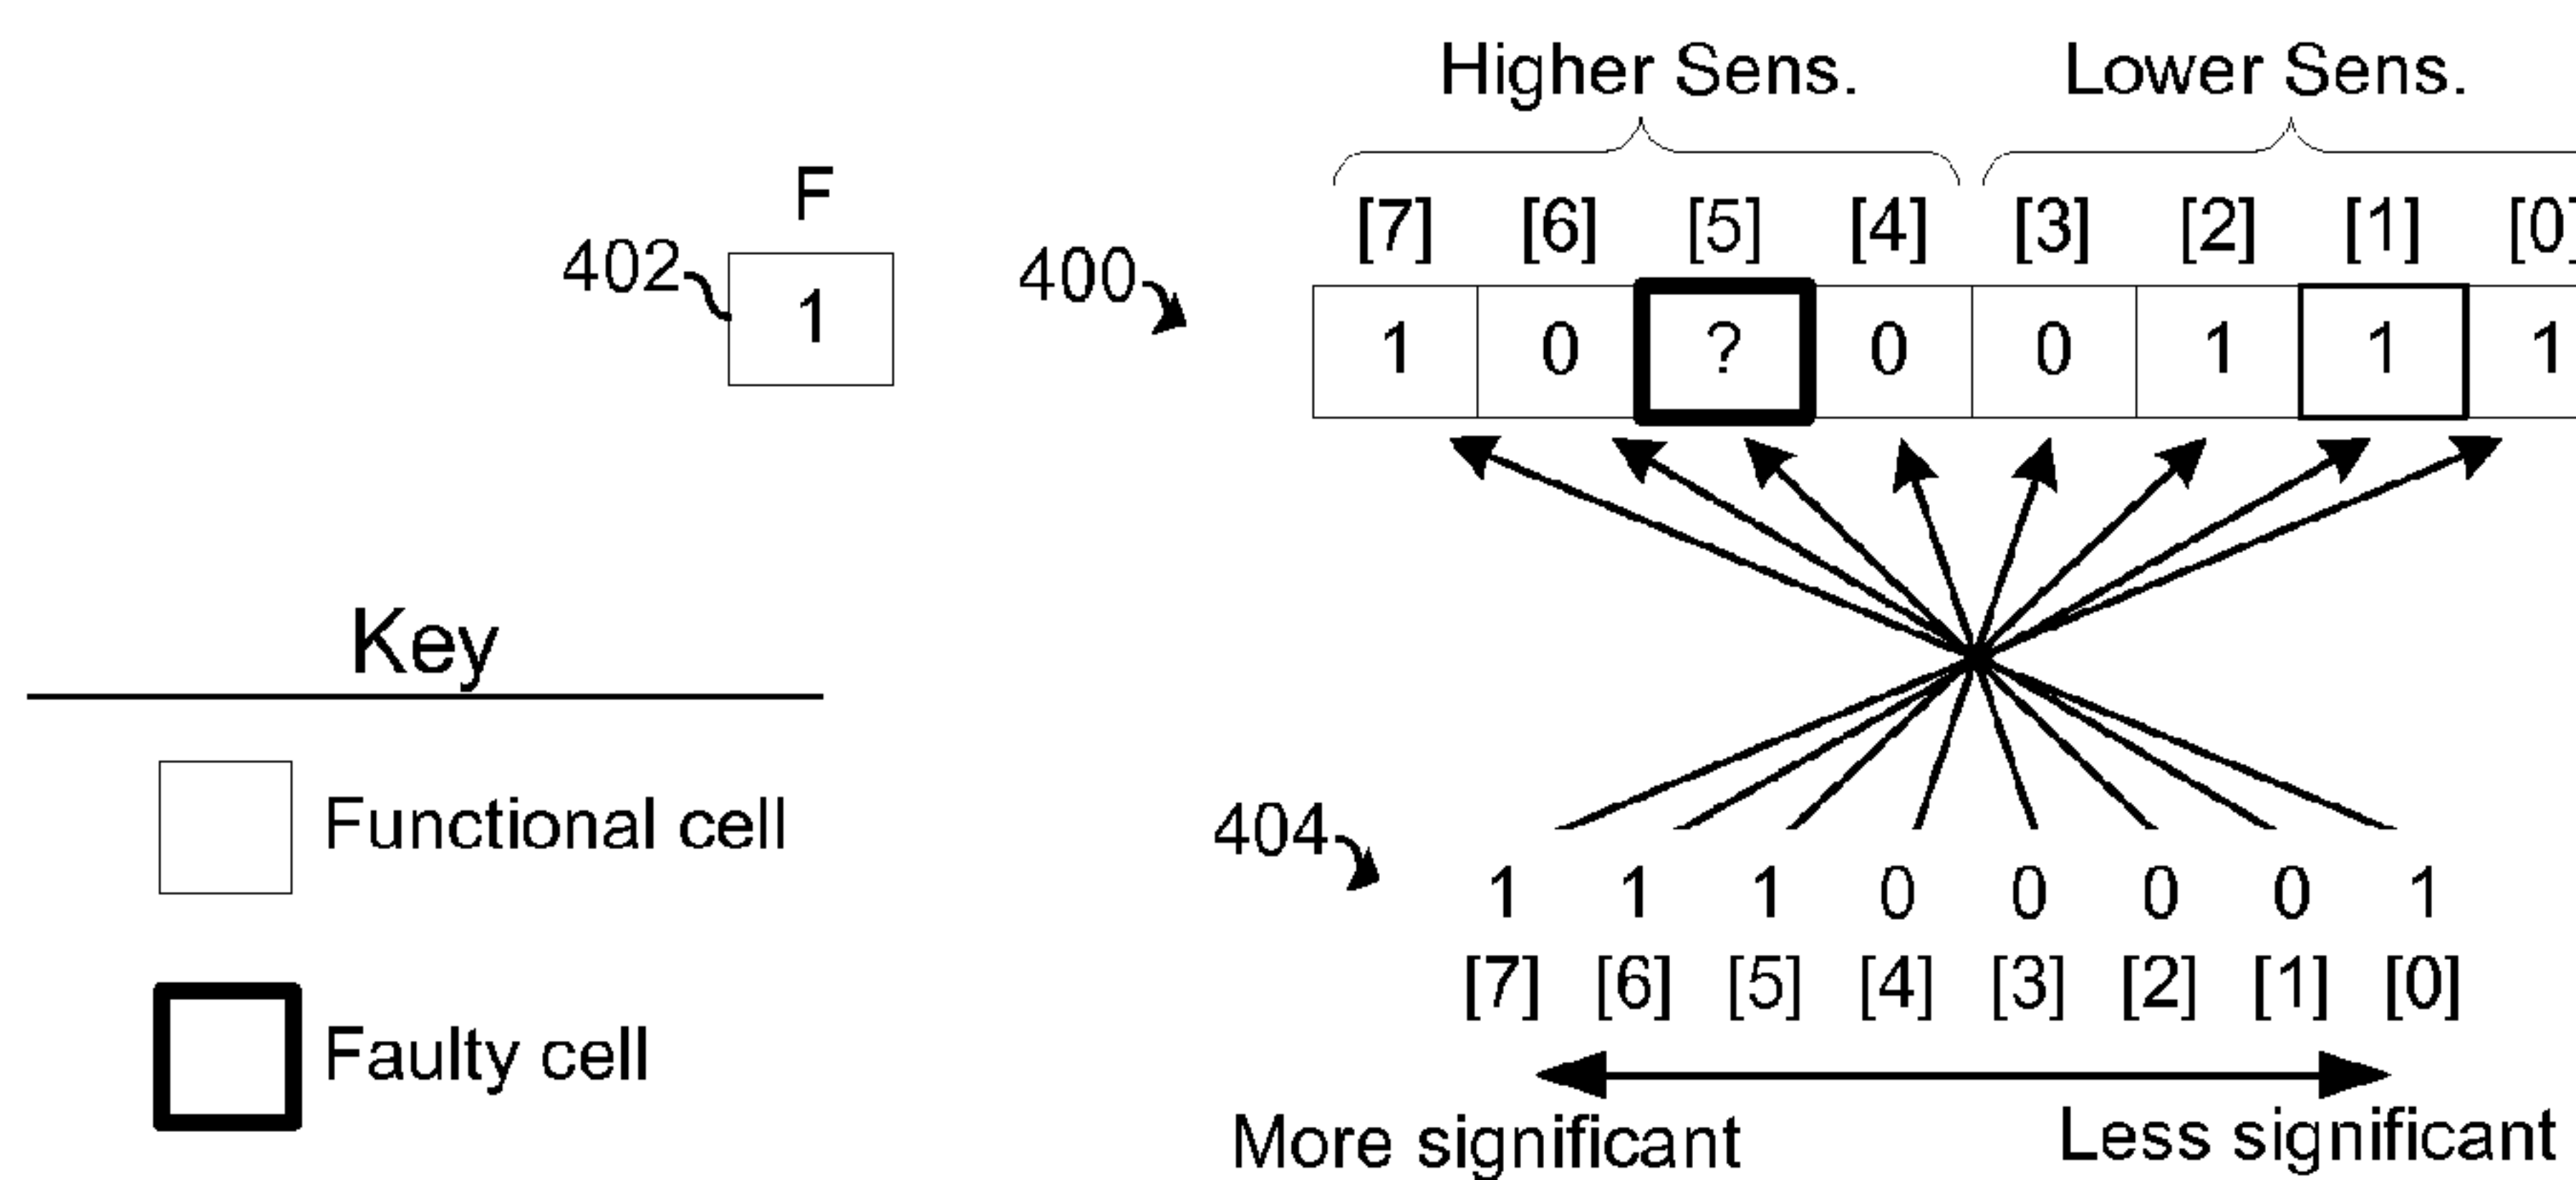 Higher Sens. Lower Sens.
F
[7] [6] [5] [4] [3] [2] [1] [0]
402 1 400 1 0 ? 0 0 1 1 1
Key
Functional cell
404
1 1 1 0 0 0 0 1
[7] [6] [5] [4] [3] [2] [1] [0]
Faulty cell
More significant Less significant